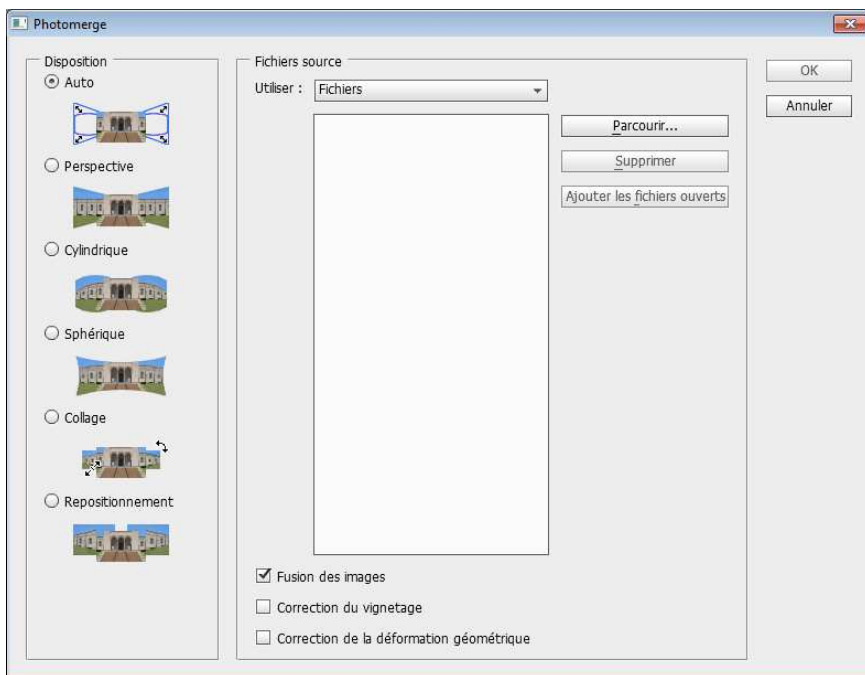 Photomerge
Disposition
Auto
Perspective
Cylindrique
Sphérique
Collage
Repositionnement
Fichiers source
Utiliser : Fichiers
Parcourir...
Supprimer
Ajouter les fichiers ouverts
Fusion des images
Correction du vignetage
Correction de la déformation géométrique
OK
Annuler